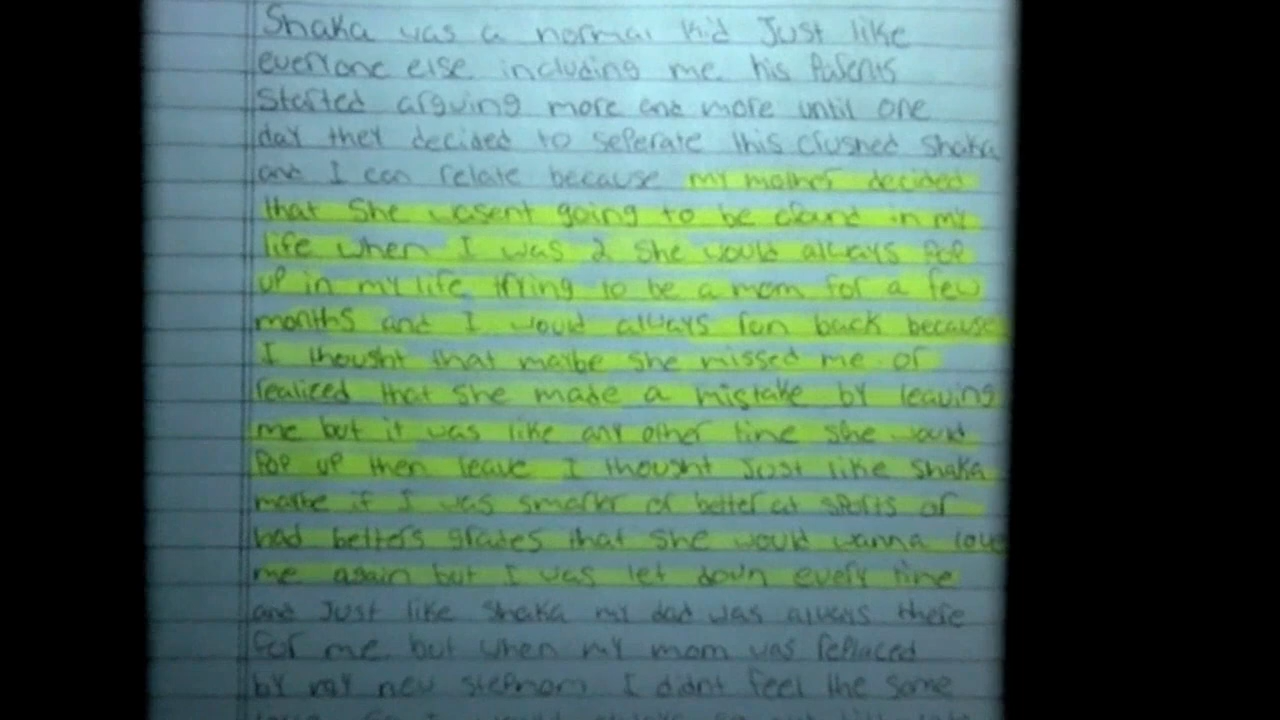 Shaka was a normal kid Just like
everyone else including me his Parents
started arguing more and more until one
day they decided to seperate this crushed Shaka
and I can relate because my mother decided
that she wasent going to be around in my
life when I was 2 she would always Pop
up in my life trying to be a mom for a few
months and I would always run back because
I thought that maybe she missed me or
realized that she made a mistake by leaving
me but it was like any other time she would
Pop up then leave I thought Just like Shaka
maybe if I was smarter or better at sports or
had betters grades that she would wanna love
me again but I was let down every time
and Just like Shaka my dad was always there
for me but when my mom was replaced
by my new stepmom I didnt feel the same